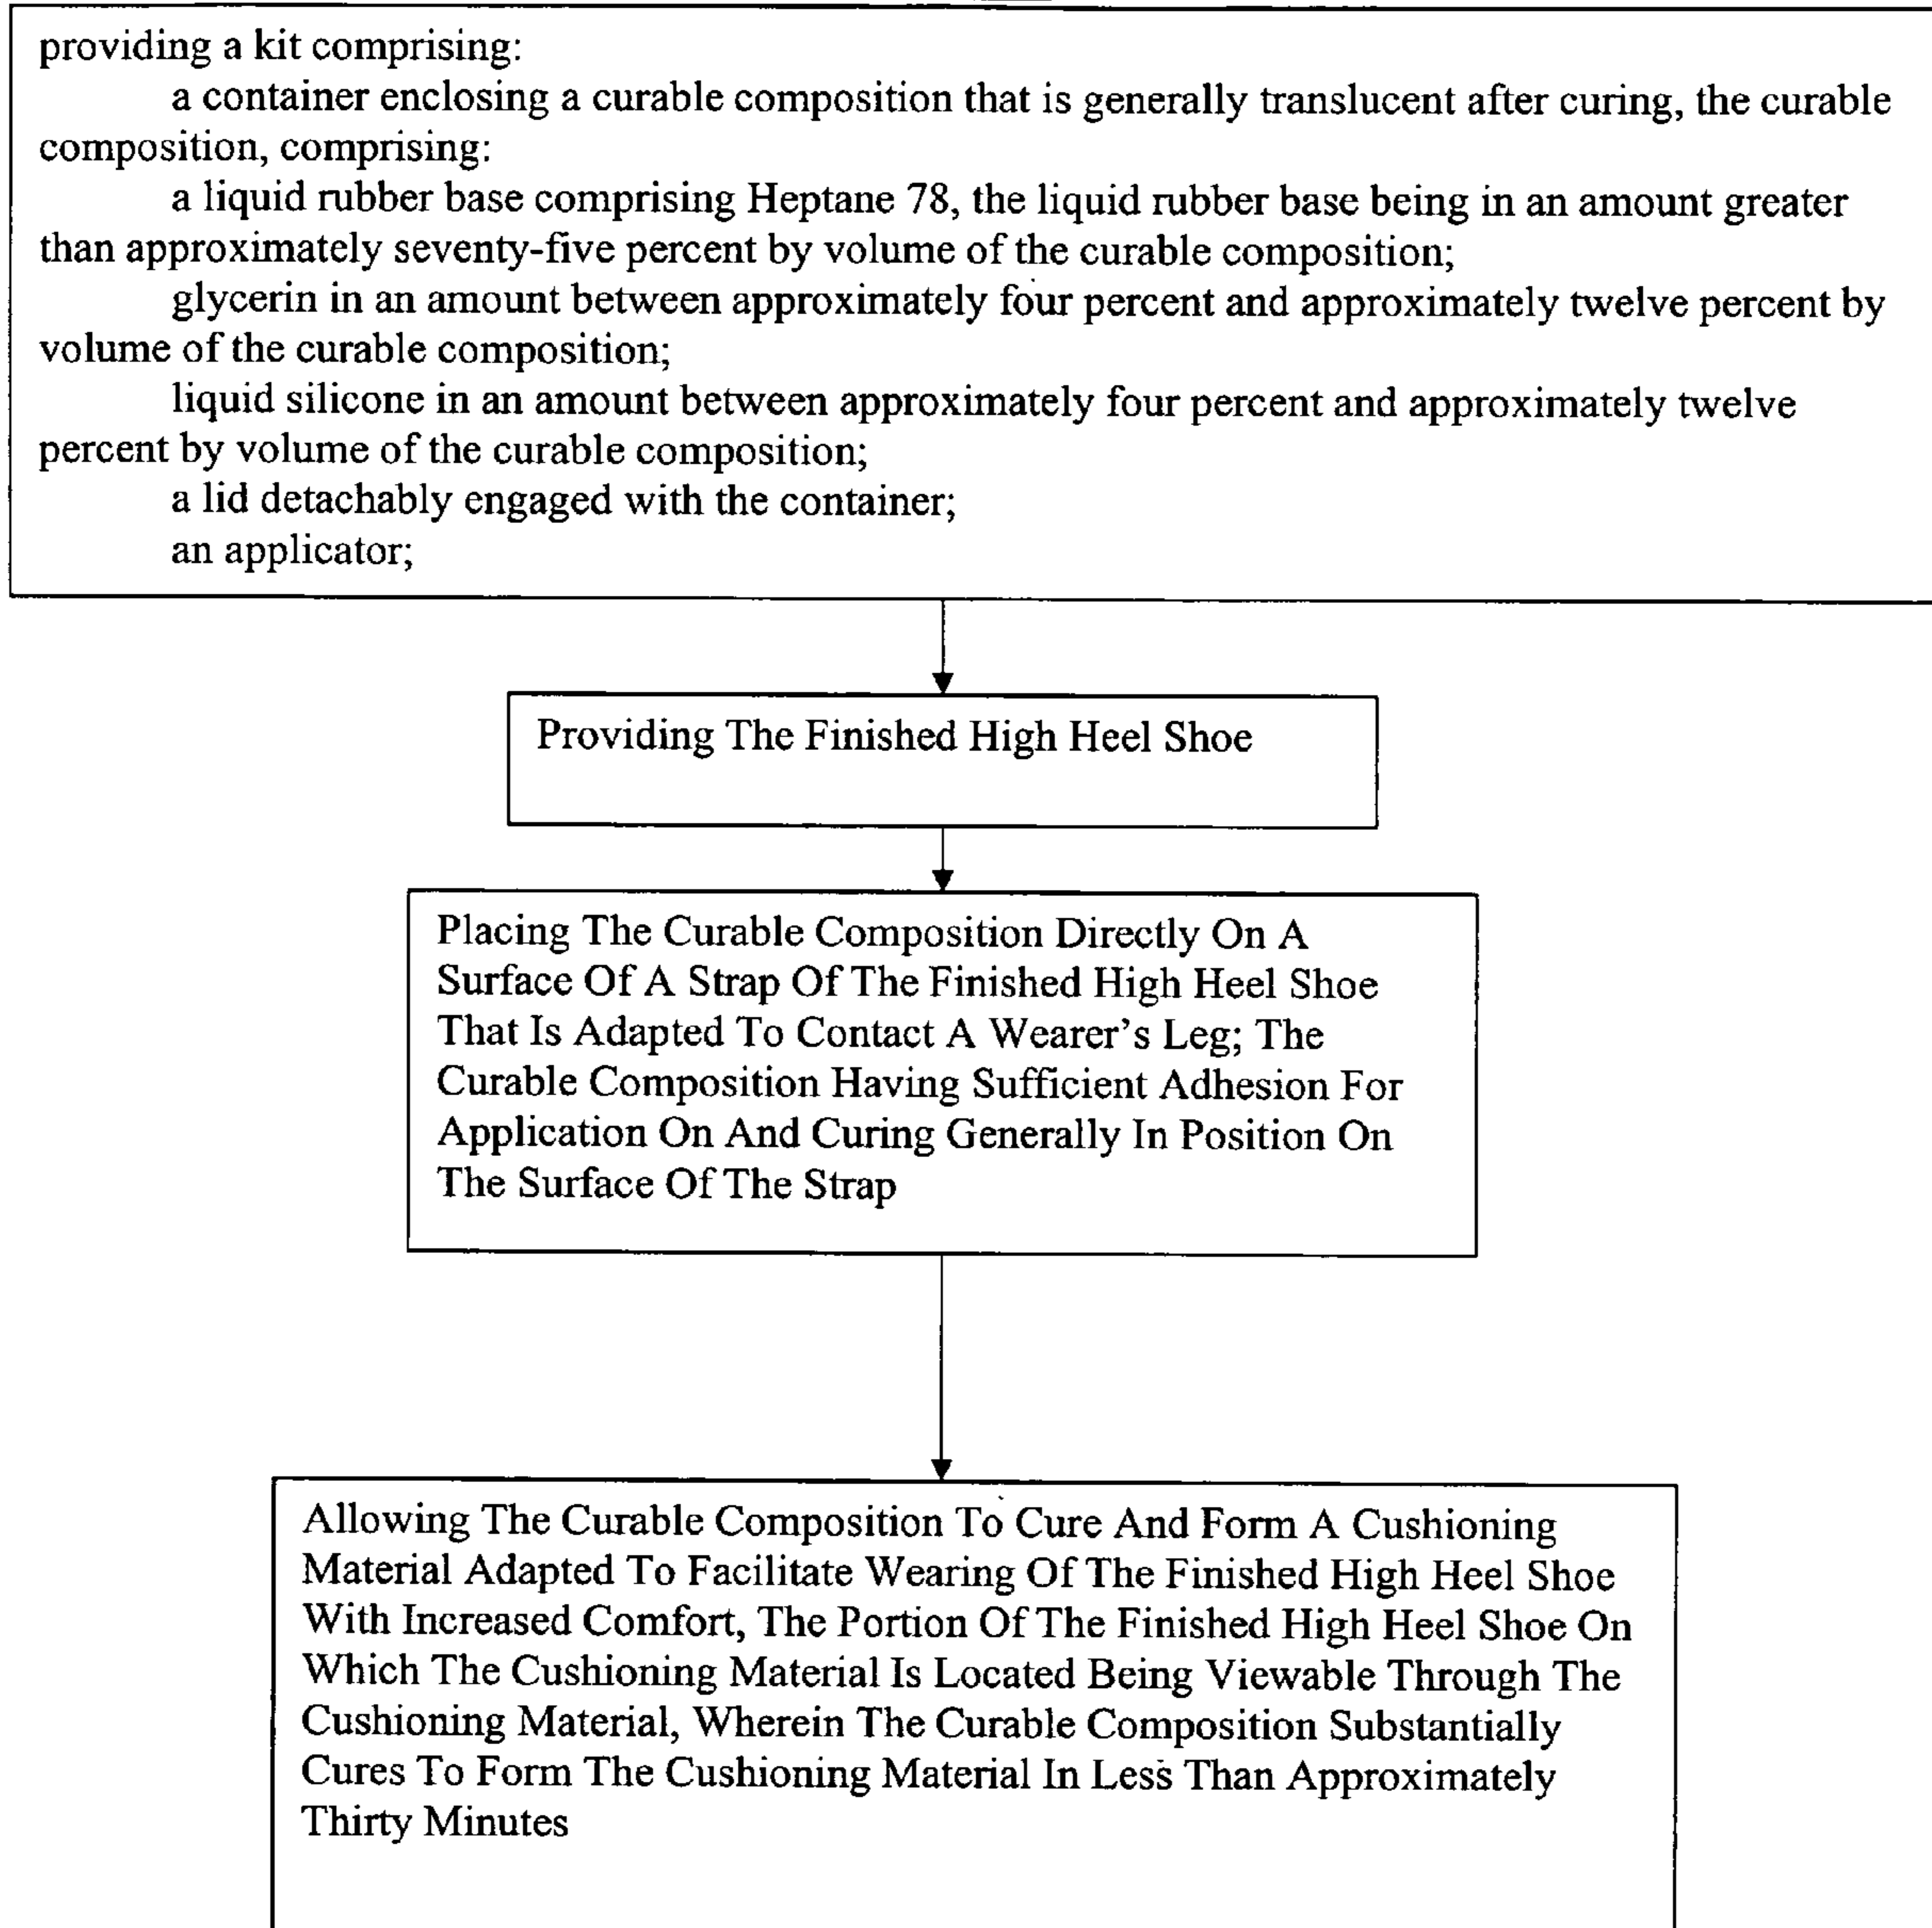 providing a kit comprising:
a container enclosing a curable composition that is generally translucent after curing, the curable
composition, comprising:
a liquid rubber base comprising Heptane 78, the liquid rubber base being in an amount greater
than approximately seventy-five percent by volume of the curable composition;
glycerin in an amount between approximately four percent and approximately twelve percent by
volume of the curable composition;
liquid silicone in an amount between approximately four percent and approximately twelve
percent by volume of the curable composition;
a lid detachably engaged with the container;
an applicator;
Providing The Finished High Heel Shoe
Placing The Curable Composition Directly On A
Surface Of A Strap Of The Finished High Heel Shoe
That Is Adapted To Contact A Wearer's Leg; The
Curable Composition Having Sufficient Adhesion For
Application On And Curing Generally In Position On
The Surface Of The Strap
Allowing The Curable Composition To Cure And Form A Cushioning
Material Adapted To Facilitate Wearing Of The Finished High Heel Shoe
With Increased Comfort, The Portion Of The Finished High Heel Shoe On
Which The Cushioning Material Is Located Being Viewable Through The
Cushioning Material, Wherein The Curable Composition Substantially
Cures To Form The Cushioning Material In Less Than Approximately
Thirty Minutes